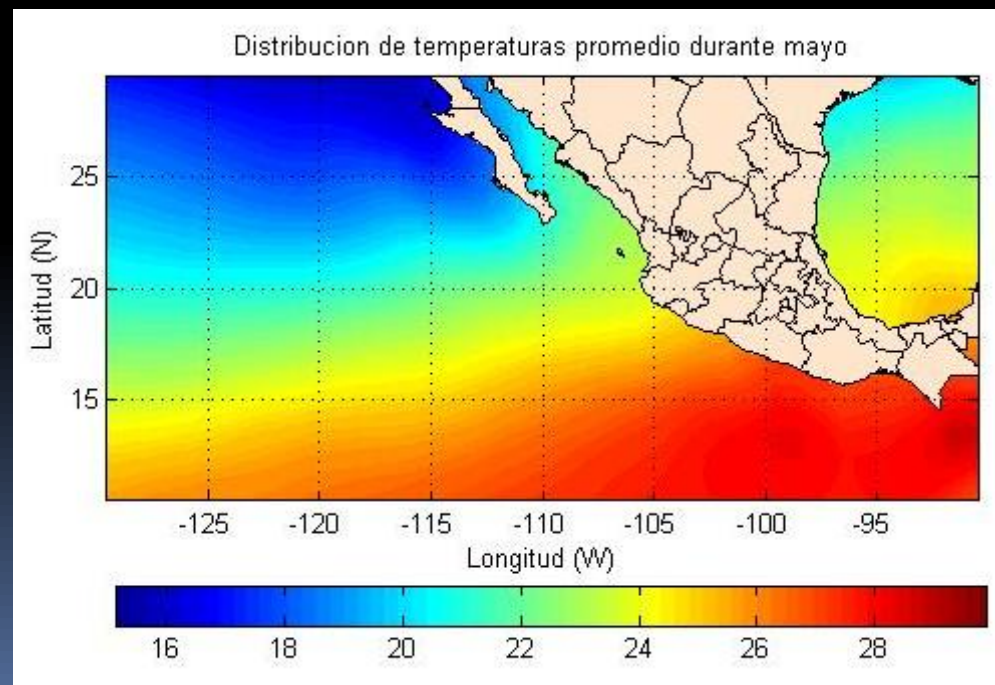 Distribucion de temperaturas promedio durante mayo
Latitud (N)
25
20
15
-125 -120 -115 -110 -105 -100 -95
Longitud (W)
16 18 20 22 24 26 28